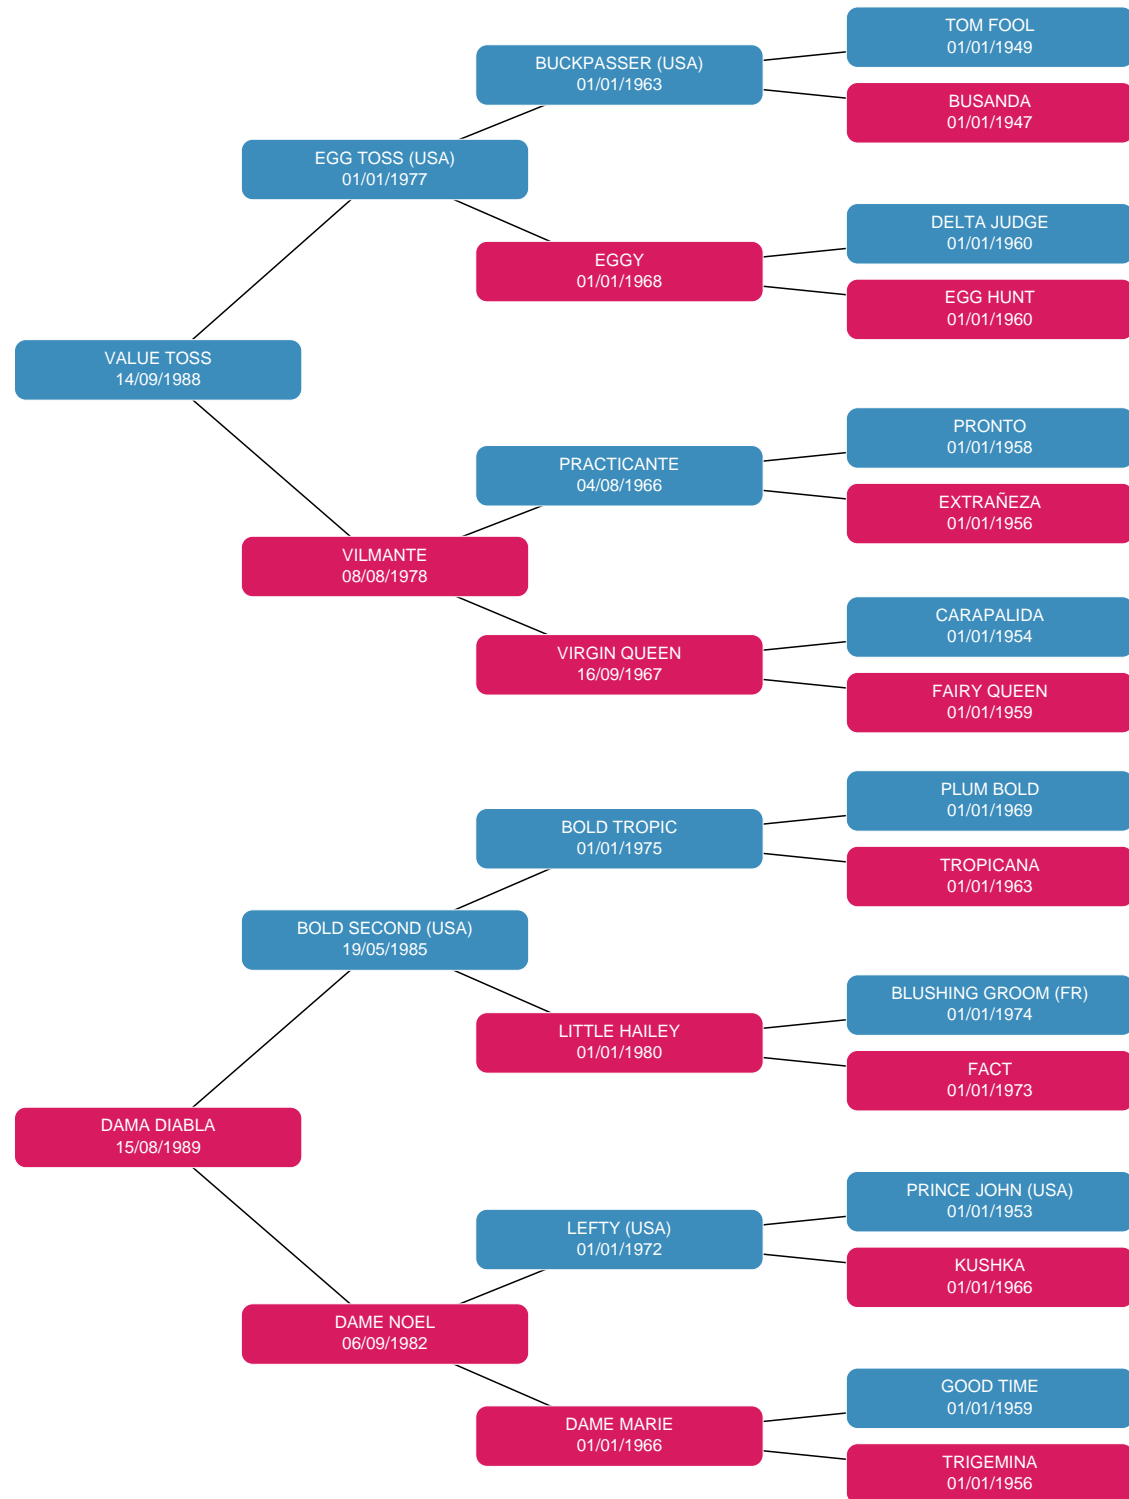 TOM FOOL
01/01/1949
BUCKPASSER (USA)
01/01/1963
BUSANDA
01/01/1947
EGG TOSS (USA)
01/01/1977
DELTA JUDGE
01/01/1960
EGGY
01/01/1968
EGG HUNT
01/01/1960
VALUE TOSS
14/09/1988
PRONTO
01/01/1958
PRACTICANTE
04/08/1966
EXTRAÑEZA
01/01/1956
VILMANTE
08/08/1978
CARAPALIDA
01/01/1954
VIRGIN QUEEN
16/09/1967
FAIRY QUEEN
01/01/1959
PLUM BOLD
01/01/1969
BOLD TROPIC
01/01/1975
TROPICANA
01/01/1963
BOLD SECOND (USA)
19/05/1985
BLUSHING GROOM (FR)
01/01/1974
LITTLE HAILEY
01/01/1980
FACT
01/01/1973
DAMA DIABLA
15/08/1989
PRINCE JOHN (USA)
01/01/1953
LEFTY (USA)
01/01/1972
KUSHKA
01/01/1966
DAME NOEL
06/09/1982
GOOD TIME
01/01/1959
DAME MARIE
01/01/1966
TRIGEMINA
01/01/1956